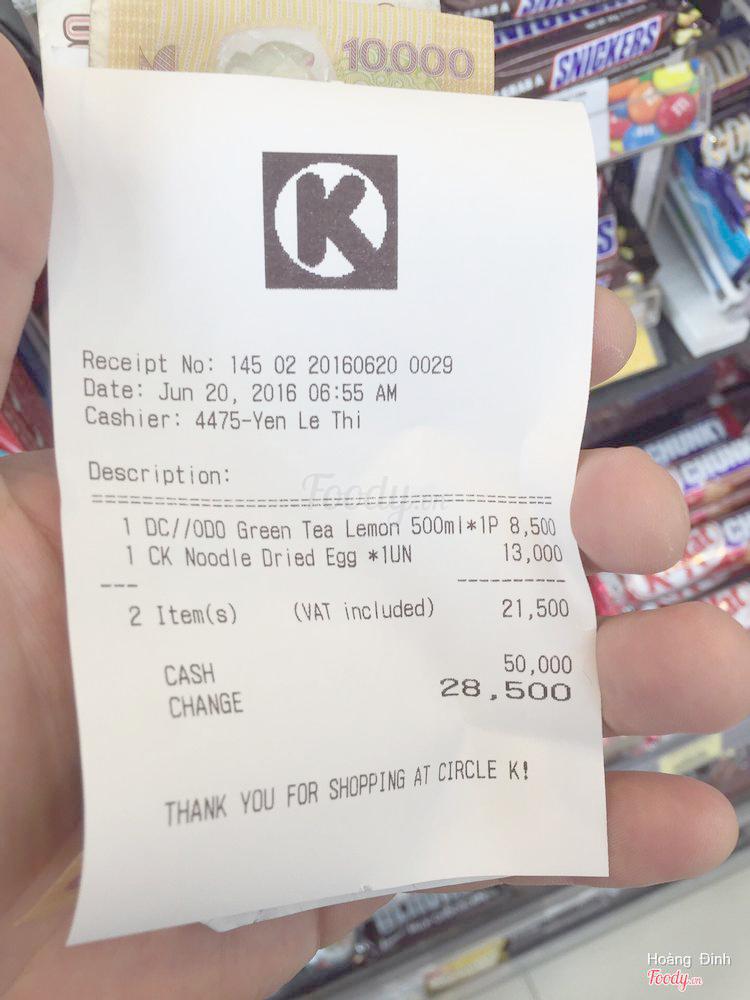 10.000
SNICKERS
K
Receipt No: 145 02 20160620 0029
Date: Jun 20, 2016 06:55 AM
Cashier: 4475-Yen Le Thi
Description:
Foody.vn
1 DC//ODO Green Tea Lemon 500ml*1P 8,500
1 CK Noodle Dried Egg *1UN 13,000
2 Item(s) (VAT included) 21,500
CASH 50,000
CHANGE 28,500
THANK YOU FOR SHOPPING AT CIRCLE K!
Hoàng Đình
Foody.vn